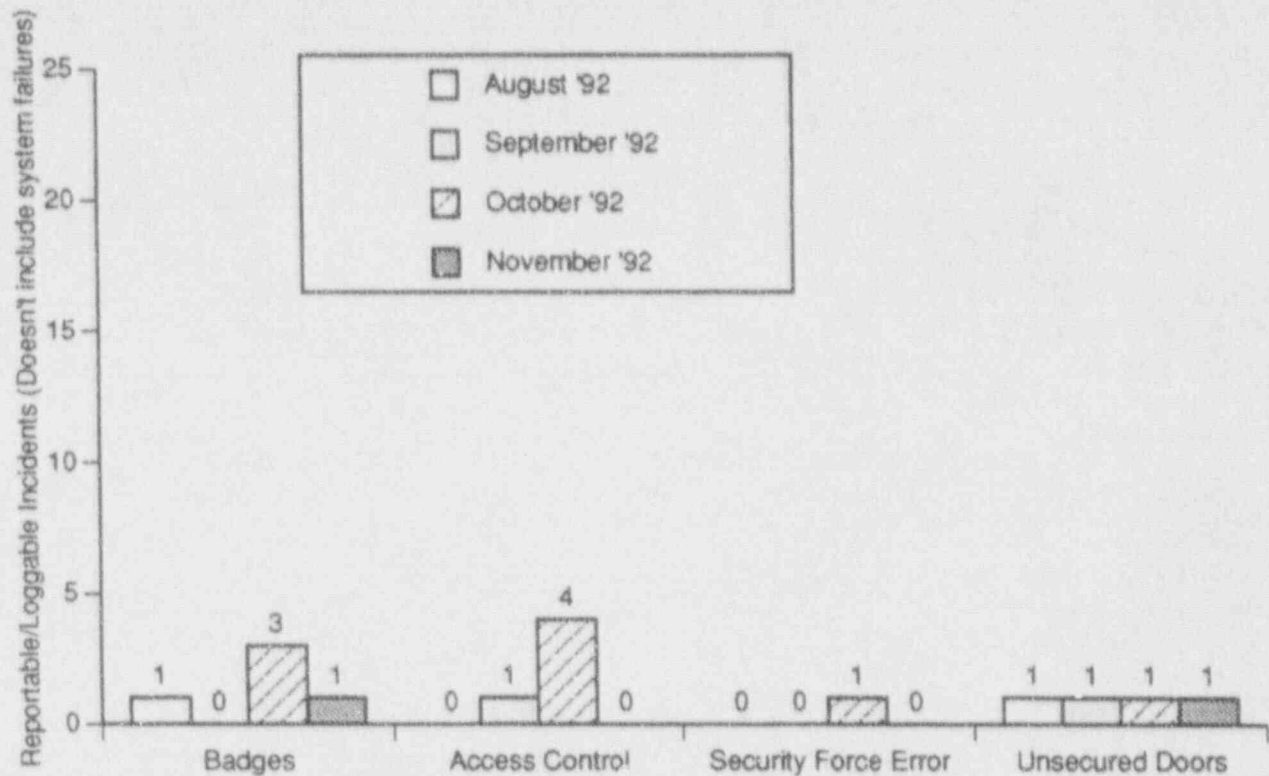 Reportable/Loggable Incidents (Doesn't include system failures)
25
20
15
10
5
0
August '92
September '92
October '92
November '92
1
0
3
1
0
1
4
0
0
0
1
0
1
1
1
1
Badges
Access Control
Security Force Error
Unsecured Doors